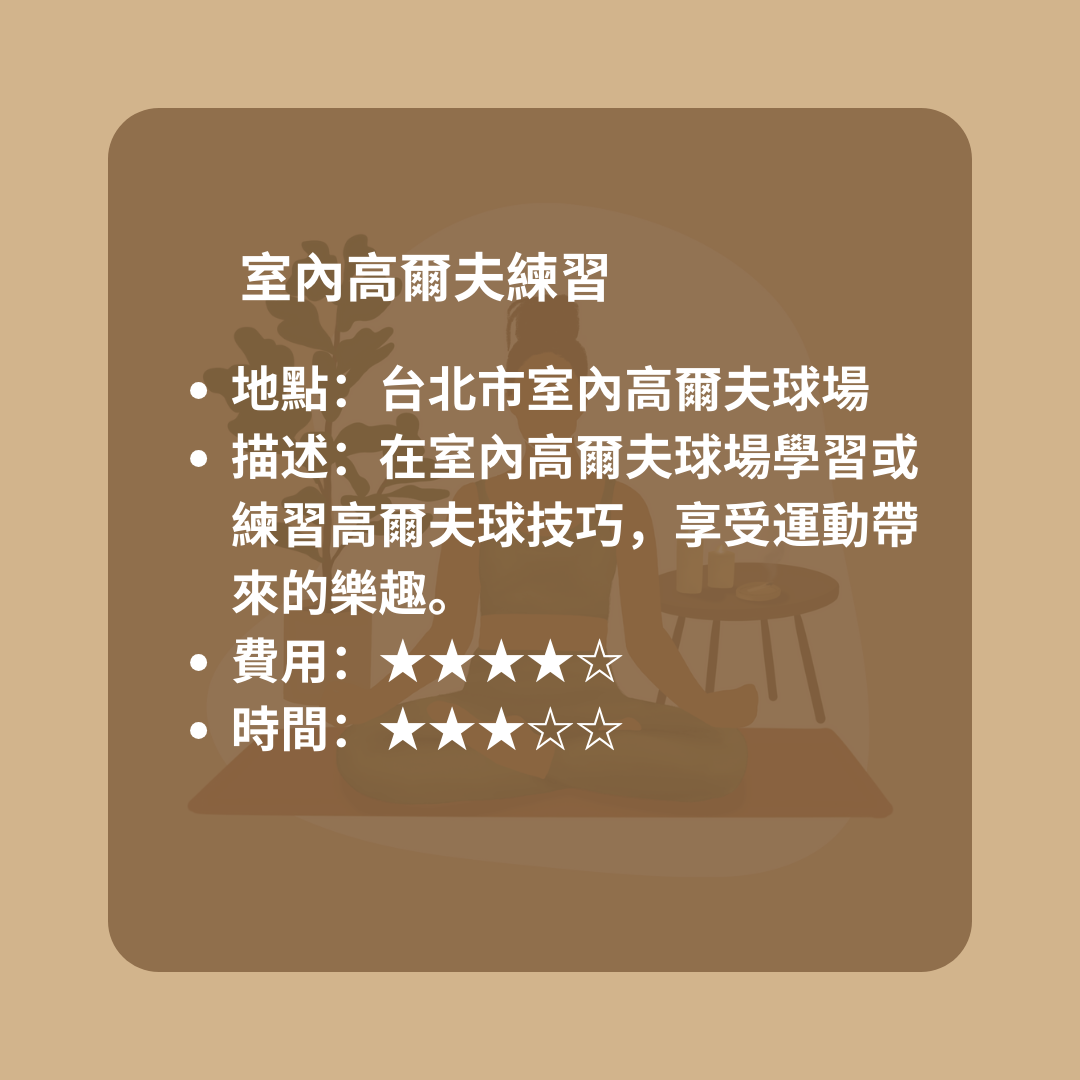 室內高爾夫練習
• 地點：台北市室內高爾夫球場
• 描述：在室內高爾夫球場學習或
練習高爾夫球技巧，享受運動帶
來的樂趣。
• 費用：★★★★☆
• 時間：★★★☆☆